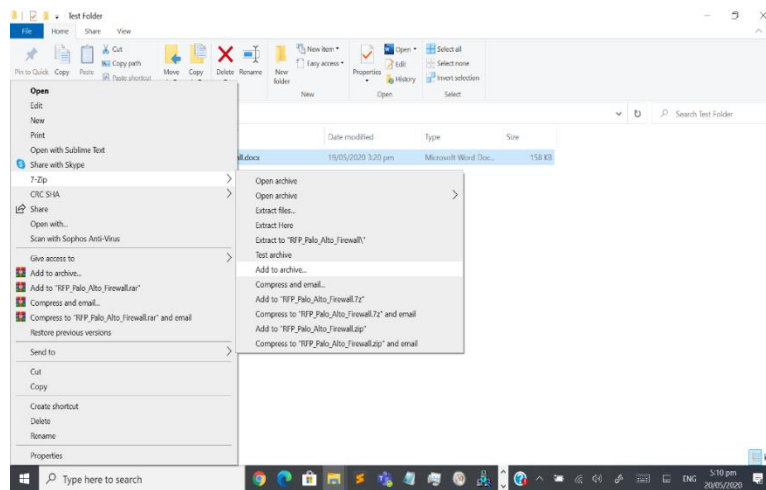 Test Folder
File Home Share View
Pin to Quick Copy Paste
Cut
Copy path
Paste shortcut
Move Copy Delete Rename
New
folder
New item
Easy access
Properties
Open
Edit
History
Select all
Select none
Invert selection
New Open Select
Search Test Folder
Date modified Type Size
all.docx 19/05/2020 3:20 pm Microsoft Word Doc... 158 KB
Open
Edit
New
Print
Open with Sublime Text
Share with Skype
7-Zip
CRC SHA
Share
Open with...
Scan with Sophos Anti-Virus
Give access to
Add to archive...
Add to "RFP_Palo_Alto_Firewall.rar"
Compress and email...
Compress to "RFP_Palo_Alto_Firewall.rar" and email
Restore previous versions
Send to
Cut
Copy
Create shortcut
Delete
Rename
Properties
Open archive
Open archive
Extract files...
Extract Here
Extract to "RFP_Palo_Alto_Firewall\"
Test archive
Add to archive...
Compress and email...
Add to "RFP_Palo_Alto_Firewall.7z"
Compress to "RFP_Palo_Alto_Firewall.7z" and email
Add to "RFP_Palo_Alto_Firewall.zip"
Compress to "RFP_Palo_Alto_Firewall.zip" and email
Type here to search
ENG
5:10 pm
20/05/2020